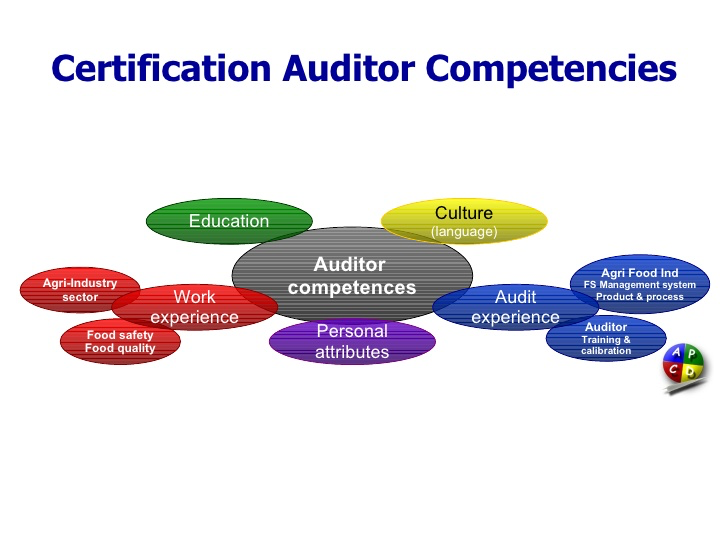 Certification Auditor Competencies
Education
Culture
(language)
Auditor
competences
Agri-Industry
sector
Work
experience
Food safety
Food quality
Personal
attributes
Audit
experience
Agri Food Ind
FS Management system
Product & process
Auditor
Training &
calibration
A P
C D